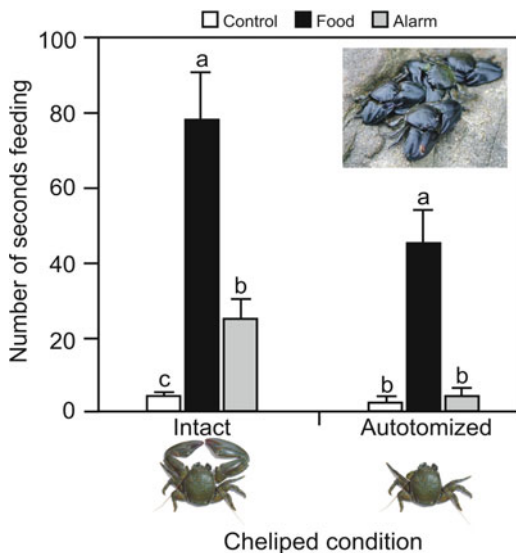 Control Food Alarm
Number of seconds feeding
100
80
60
40
20
0
a
b
c
a
b
b
Intact Autotomized
Cheliped condition